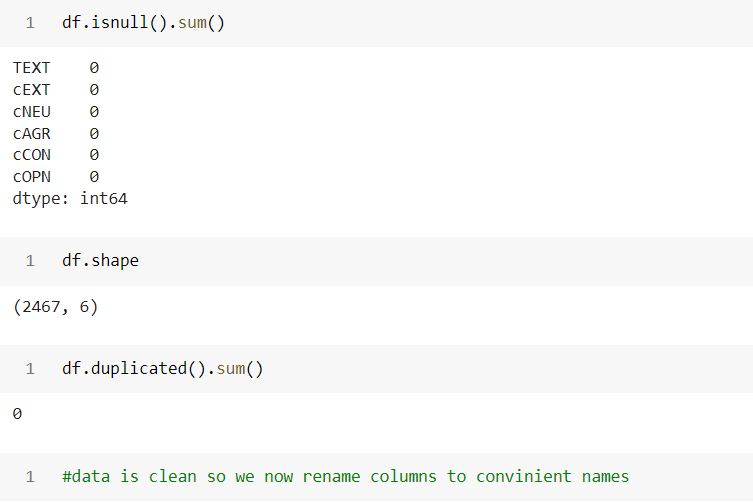 1 df.isnull().sum()
TEXT 0
cEXT 0
cNEU 0
cAGR 0
cCON 0
cOPN 0
dtype: int64
1 df.shape
(2467, 6)
1 df.duplicated().sum()
0
1 #data is clean so we now rename columns to convinient names